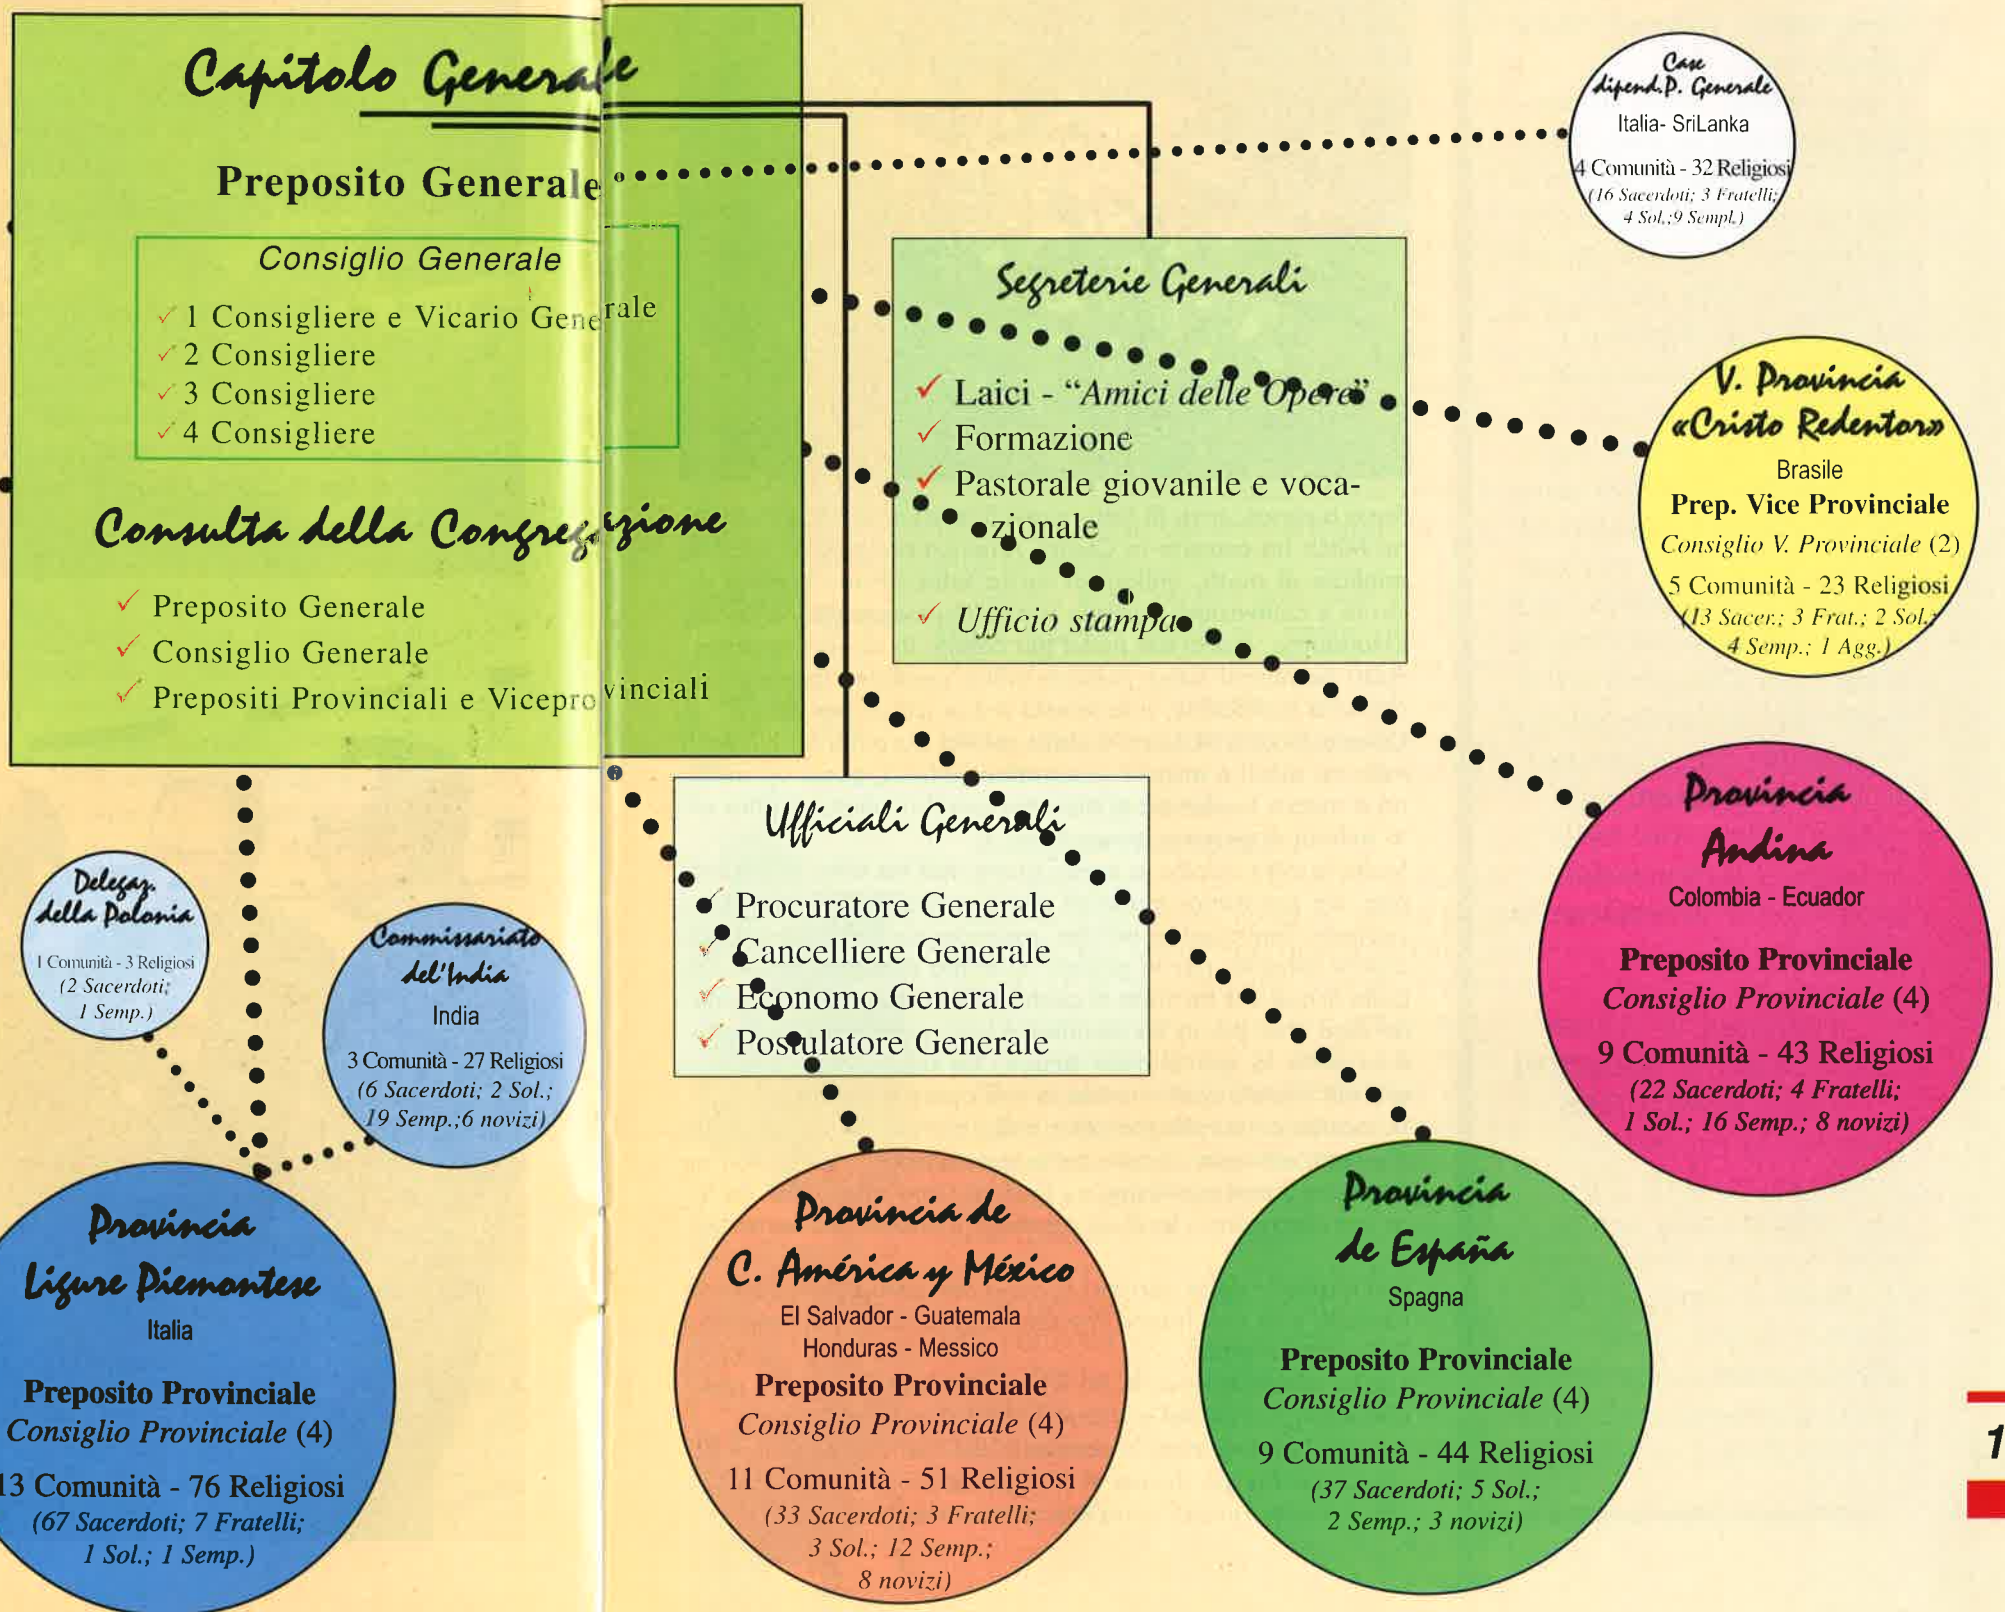 Capitolo Generale
Preposito Generale
Consiglio Generale
1 Consigliere e Vicario Generale
2 Consigliere
3 Consigliere
4 Consigliere
Consulta della Congregazione
Preposito Generale
Consiglio Generale
Prepositi Provinciali e Viceprovinciali
Segreterie Generali
Laici - “Amici delle Opere”
Formazione
Pastorale giovanile e voca-
zionale
Ufficio stampa
Ufficiali Generali
Procuratore Generale
Cancelliere Generale
Economo Generale
Postulatore Generale
Case
dipend.P. Generale
Italia- SriLanka
4 Comunità - 32 Religiosi
(16 Sacerdoti; 3 Fratelli;
4 Sol.;9 Sempl.)
V. Provincia
«Cristo Redentor»
Brasile
Prep. Vice Provinciale
Consiglio V. Provinciale (2)
5 Comunità - 23 Religiosi
(13 Sacer.; 3 Frat.; 2 Sol.;
4 Semp.; 1 Agg.)
Provincia
Andina
Colombia - Ecuador
Preposito Provinciale
Consiglio Provinciale (4)
9 Comunità - 43 Religiosi
(22 Sacerdoti; 4 Fratelli;
1 Sol.; 16 Semp.; 8 novizi)
Delegaz.
della Polonia
1 Comunità - 3 Religiosi
(2 Sacerdoti;
1 Semp.)
Commissariato
del'India
India
3 Comunità - 27 Religiosi
(6 Sacerdoti; 2 Sol.;
19 Semp.;6 novizi)
Provincia
Ligure Piemontese
Italia
Preposito Provinciale
Consiglio Provinciale (4)
13 Comunità - 76 Religiosi
(67 Sacerdoti; 7 Fratelli;
1 Sol.; 1 Semp.)
Provincia de
C. América y México
El Salvador - Guatemala
Honduras - Messico
Preposito Provinciale
Consiglio Provinciale (4)
11 Comunità - 51 Religiosi
(33 Sacerdoti; 3 Fratelli;
3 Sol.; 12 Semp.;
8 novizi)
Provincia
de España
Spagna
Preposito Provinciale
Consiglio Provinciale (4)
9 Comunità - 44 Religiosi
(37 Sacerdoti; 5 Sol.;
2 Semp.; 3 novizi)